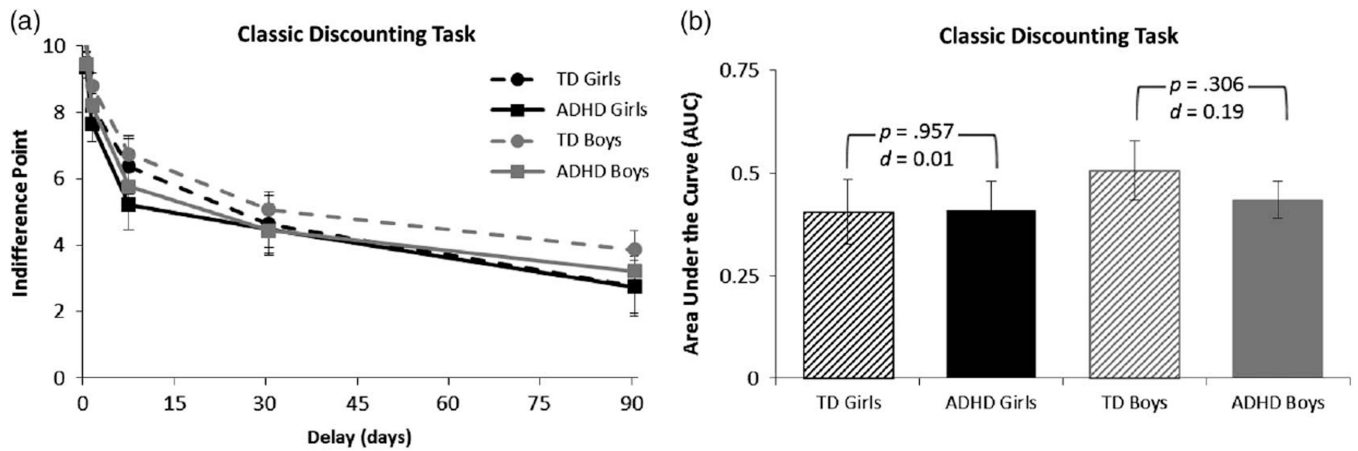 (a)
Classic Discounting Task
10
8
6
4
2
0
Indifference Point
TD Girls
ADHD Girls
TD Boys
ADHD Boys
0 15 30 45 60 75 90
Delay (days)
(b)
Classic Discounting Task
0.75
0.5
0.25
0
Area Under the Curve (AUC)
p = .957
d = 0.01
p = .306
d = 0.19
TD Girls ADHD Girls TD Boys ADHD Boys